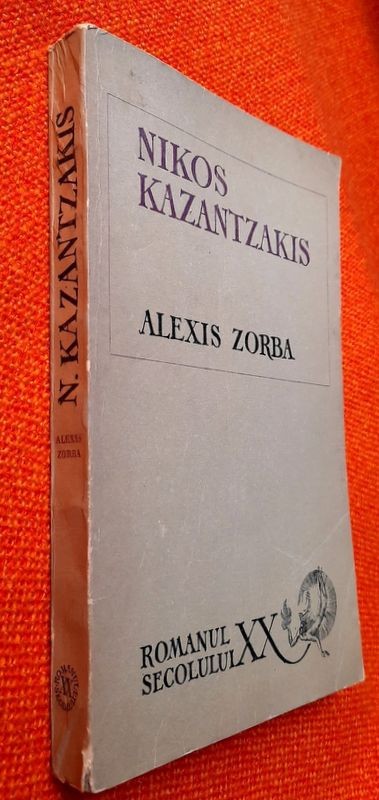 NIKOS
KAZANTZAKIS
ALEXIS ZORBA
ROMANUL
SECOLULUI XX
N. KAZANTZAKIS
ALEXIS
ZORBA